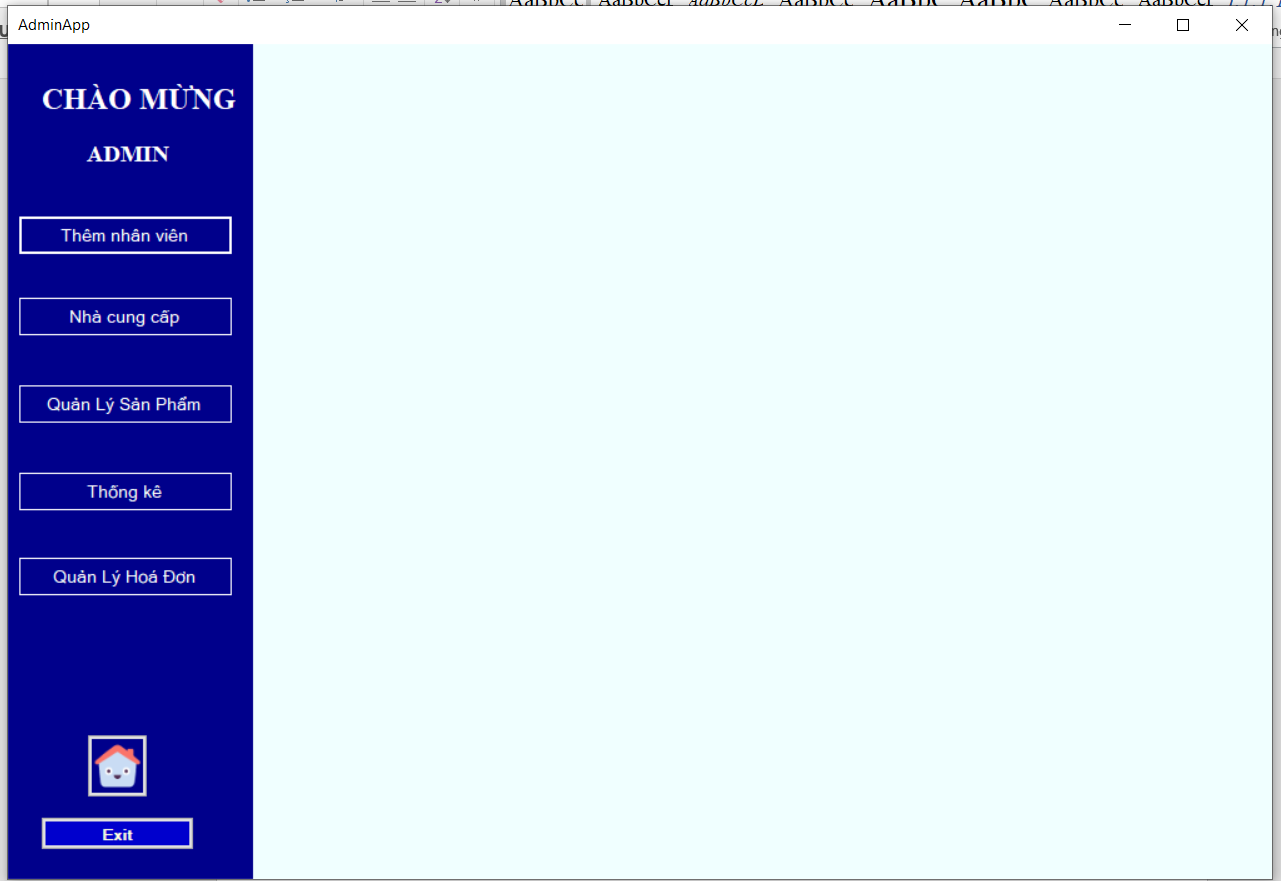 AdminApp
CHÀO MỪNG
ADMIN
Thêm nhân viên
Nhà cung cấp
Quản Lý Sản Phẩm
Thống kê
Quản Lý Hoá Đơn
Exit